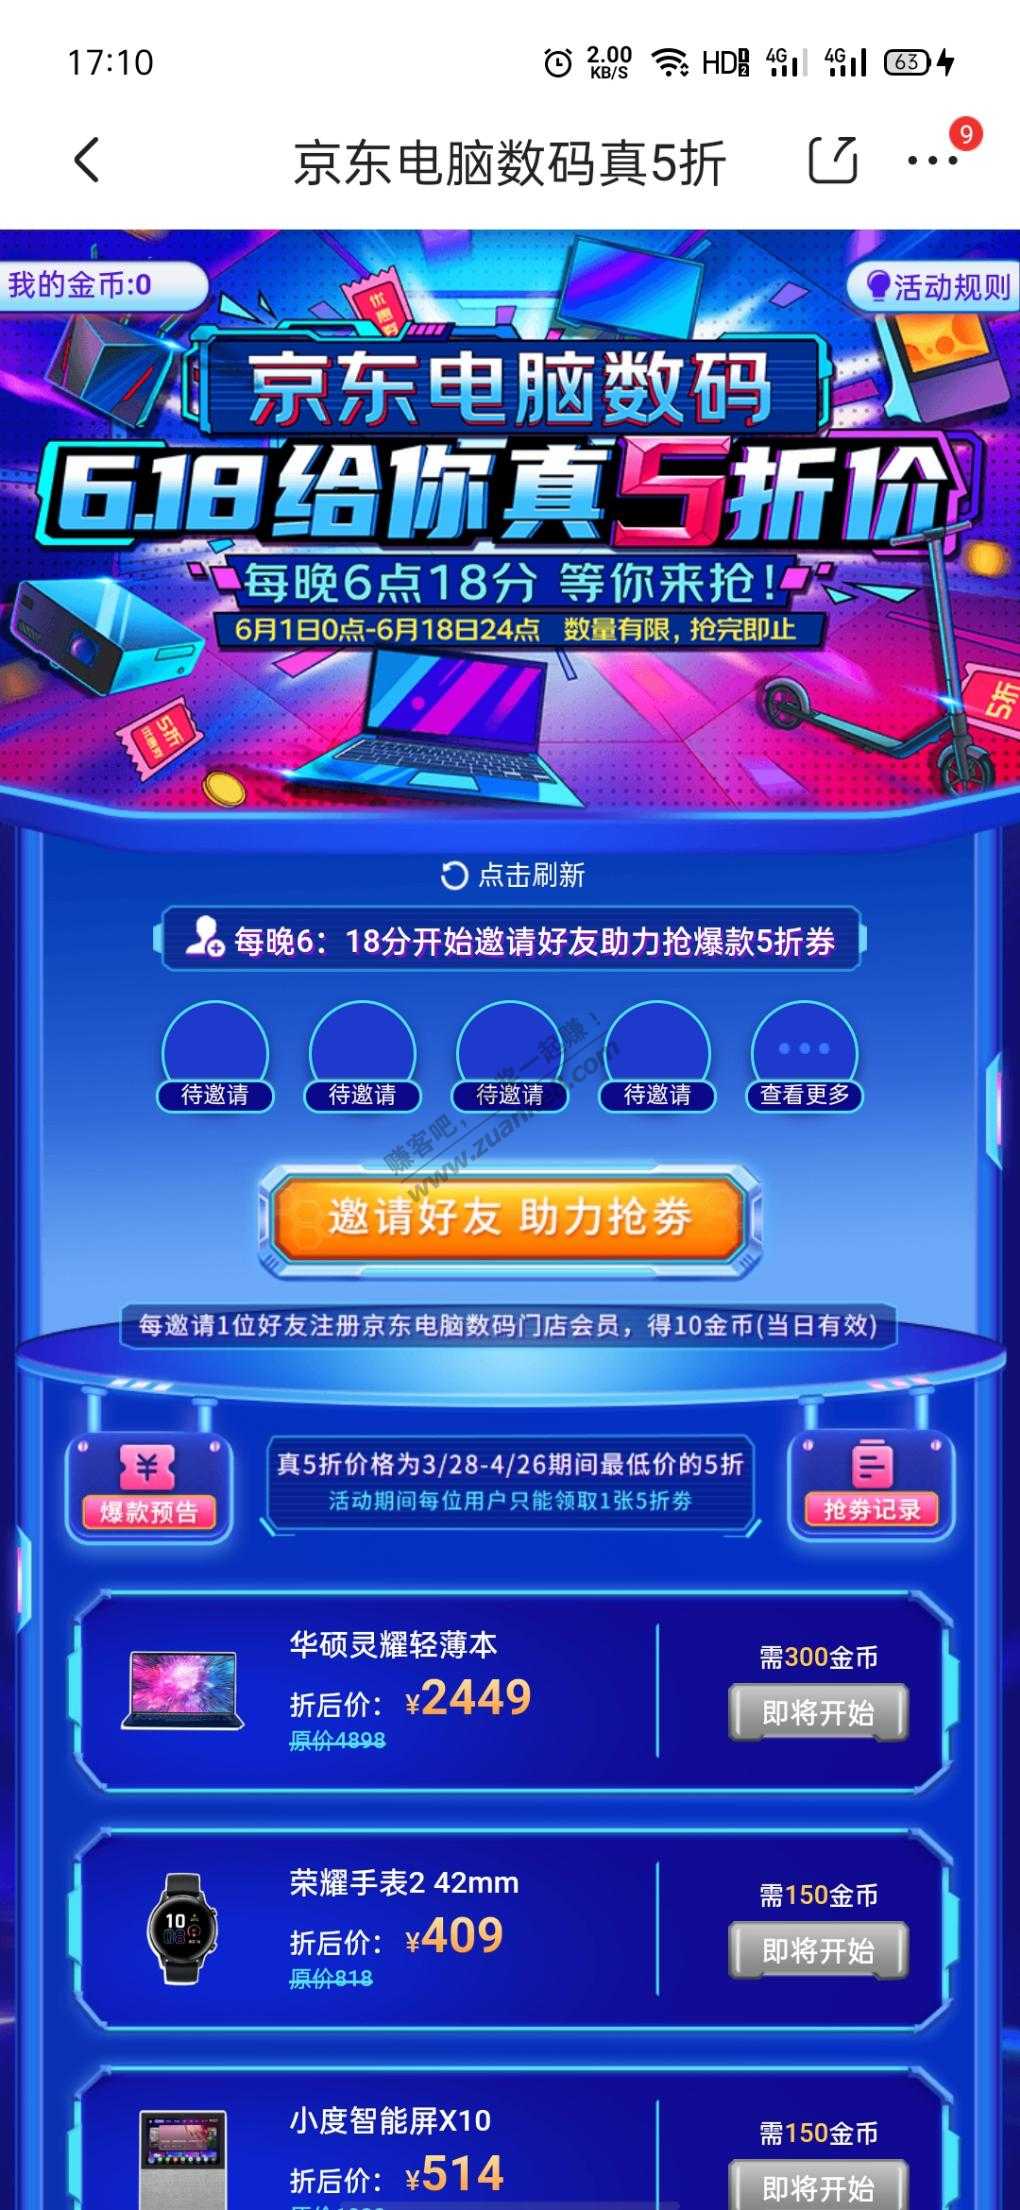 17:10
2.00
KB/S
HD 1 2
4G
4G
63
京东电脑数码真5折
9
我的金币:0
活动规则
优惠券
京东电脑数码
6.18给你真5折价
每晚6点18分 等你来抢!
6月1日0点-6月18日24点 数量有限,抢完即止
5折
5折
优惠券
点击刷新
每晚6：18分开始邀请好友助力抢爆款5折券
待邀请
待邀请
待邀请
待邀请
查看更多
赚客吧,
一起赚!
邀请好友 助力抢券
每邀请1位好友注册京东电脑数码门店会员，得10金币(当日有效)
爆款预告
真5折价格为3/28-4/26期间最低价的5折
活动期间每位用户只能领取1张5折券
抢券记录
华硕灵耀轻薄本
折后价： ¥2449
原价4898
需300金币
即将开始
荣耀手表2 42mm
折后价： ¥409
原价818
需150金币
即将开始
小度智能屏X10
折后价： ¥514
需150金币
即将开始